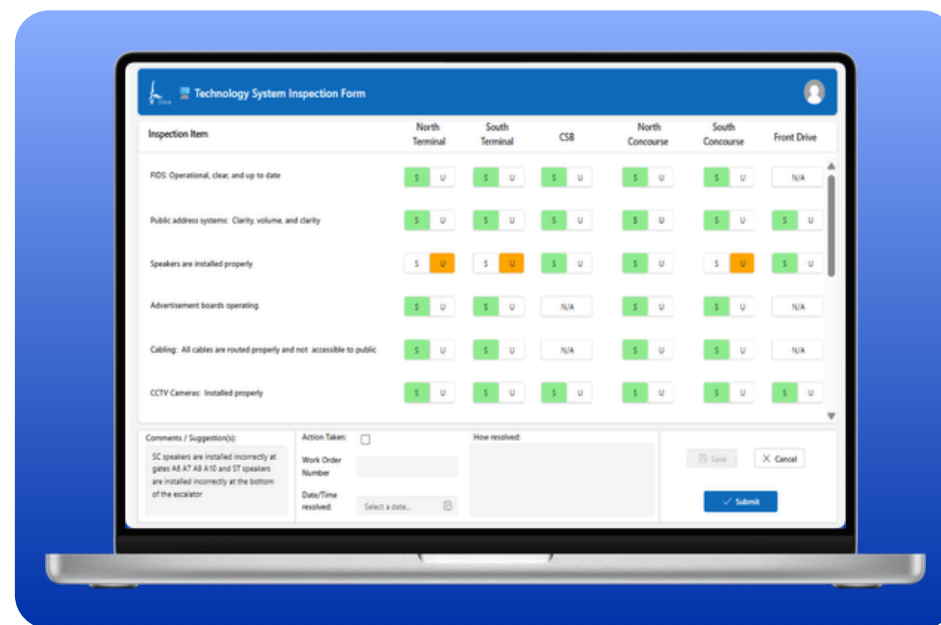 Technology System Inspection Form
Inspection Item
North Terminal
South Terminal
CSB
North Concourse
South Concourse
Front Drive
FIDS: Operational, clear, and up to date
S U S U S U S U S U N/A
Public address systems: Clarity, volume, and clarity
S U S U S U S U S U S U
Speakers are installed properly
S U S U S U S U S U S U
Advertisement boards operating
S U S U N/A S U S U N/A
Cabling: All cables are routed properly and not accessible to public
S U S U N/A S U S U N/A
CCTV Cameras: Installed properly
S U S U S U S U S U S U
Comments / Suggestion(s):
SC speakers are installed incorrectly at
gates A6 A7 A9 A10 and ST speakers
are installed incorrectly at the bottom
of the escalator
Action Taken:
Work Order
Number
Date/Time
resolved:
Select a date...
How resolved:
Save
Cancel
Submit